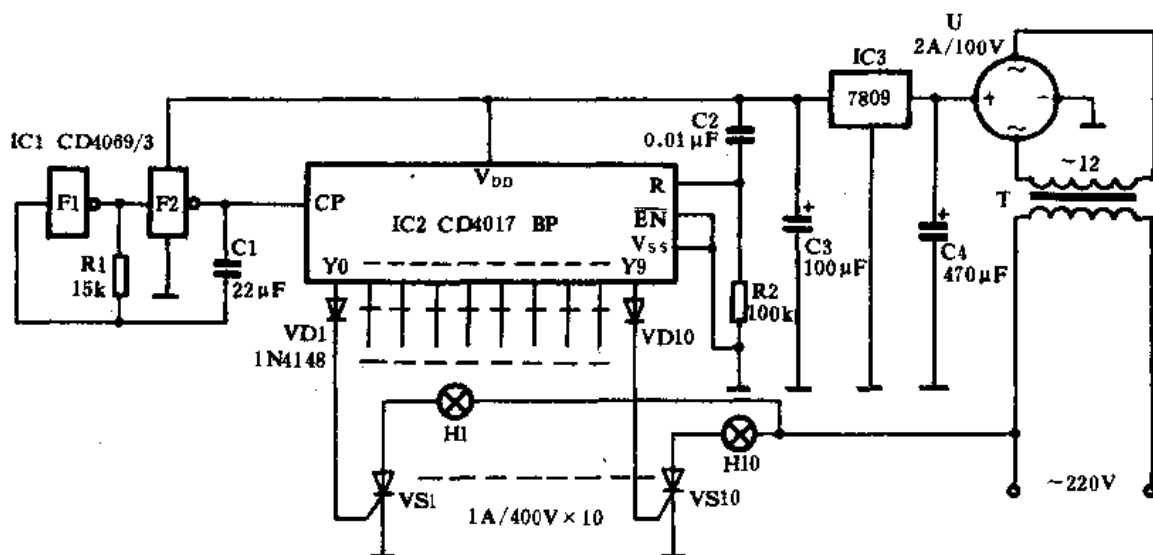 U
2A/100V
IC3
7809
+
~
-
~
~12
T
IC1 CD4069/3
F1
F2
C1
22μF
R1
15k
V_DD
CP
R
IC2 CD4017 BP
EN
V_SS
Y0
Y9
C2
0.01μF
+
C3
100μF
+
C4
470μF
R2
100k
VD1
1N4148
VD10
H1
H10
VS1
VS10
1A/400V×10
~220V